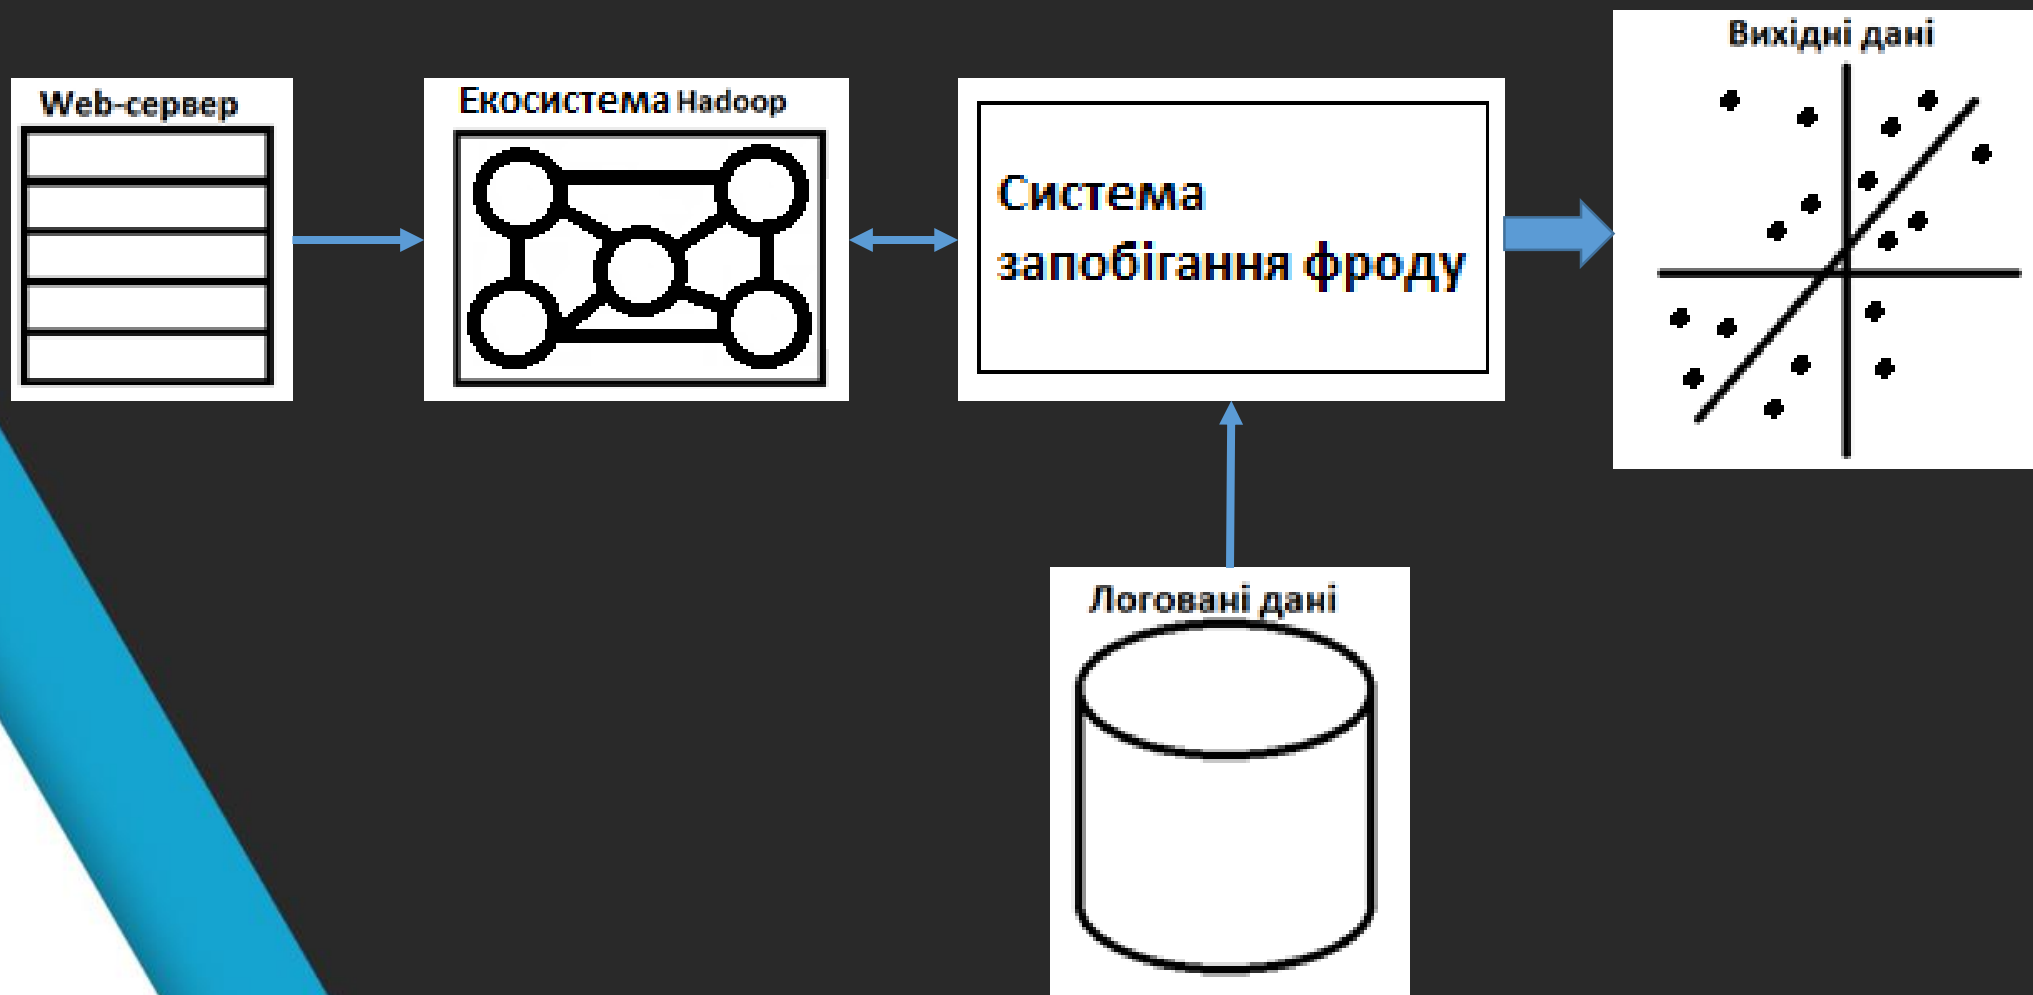 Web-сервер
Екосистема Hadoop
Система
запобігання фроду
Вихідні дані
Логовані дані